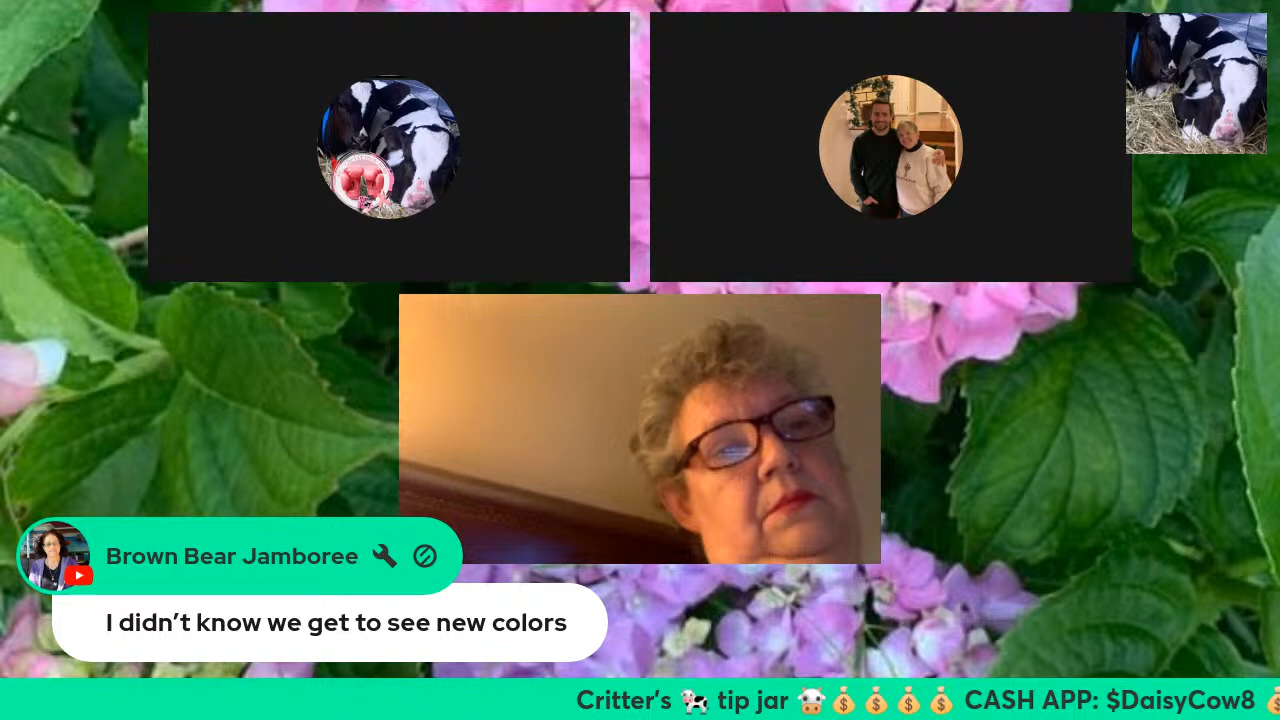 Brown Bear Jamboree
I didn’t know we get to see new colors
Critter's 🐄 tip jar 🐮💰💰💰💰 CASH APP: $DaisyCow8 💰